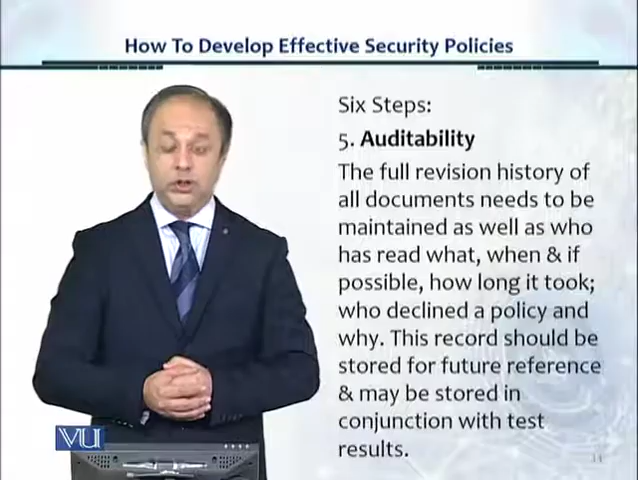 How To Develop Effective Security Policies
Six Steps:
5. Auditability
The full revision history of
all documents needs to be
maintained as well as who
has read what, when & if
possible, how long it took;
who declined a policy and
why. This record should be
stored for future reference
& may be stored in
conjunction with test
results.
VU
14